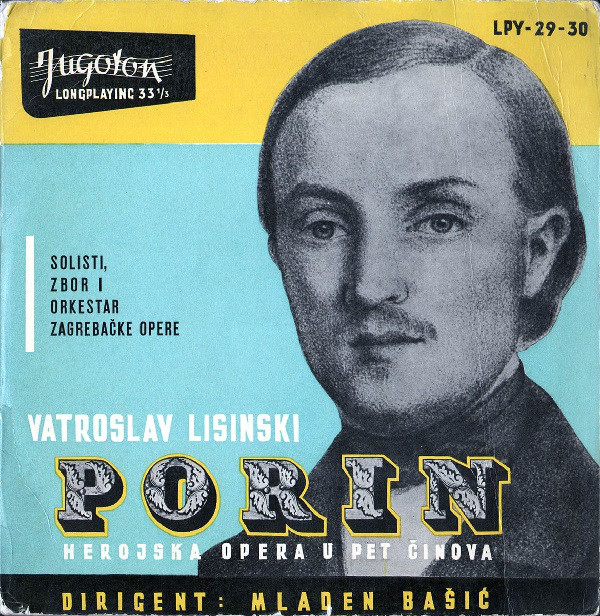 Jugoton
LONGPLAYING 33 1/3
LPY-29-30
SOLISTI,
ZBOR I
ORKESTAR
ZAGREBAČKE OPERE
VATROSLAV LISINSKI
PORIN
HEROJSKA OPERA U PET ČINOVA
DIRIGENT: MLADEN BAŠIĆ